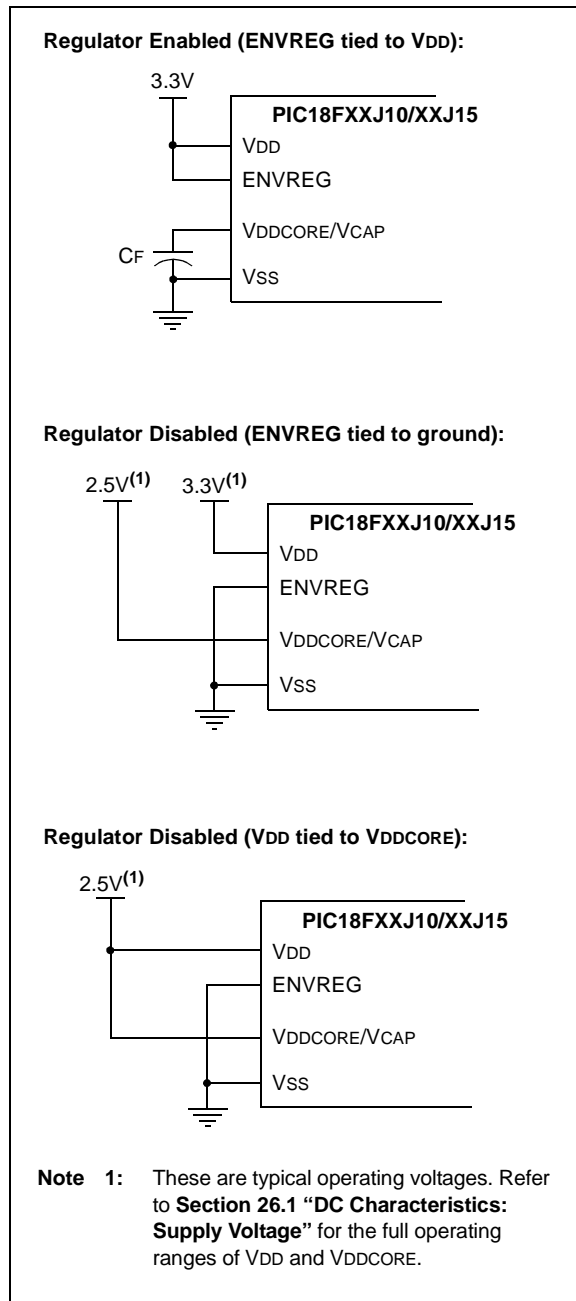 Regulator Enabled (ENVREG tied to VDD):
3.3V
PIC18FXXJ10/XXJ15
VDD
ENVREG
VDDCORE/VCAP
CF
VSS
Regulator Disabled (ENVREG tied to ground):
2.5V(1) 3.3V(1)
PIC18FXXJ10/XXJ15
VDD
ENVREG
VDDCORE/VCAP
VSS
Regulator Disabled (VDD tied to VDDCORE):
2.5V(1)
PIC18FXXJ10/XXJ15
VDD
ENVREG
VDDCORE/VCAP
VSS
Note 1: These are typical operating voltages. Refer
to Section 26.1 “DC Characteristics:
Supply Voltage” for the full operating
ranges of VDD and VDDCORE.